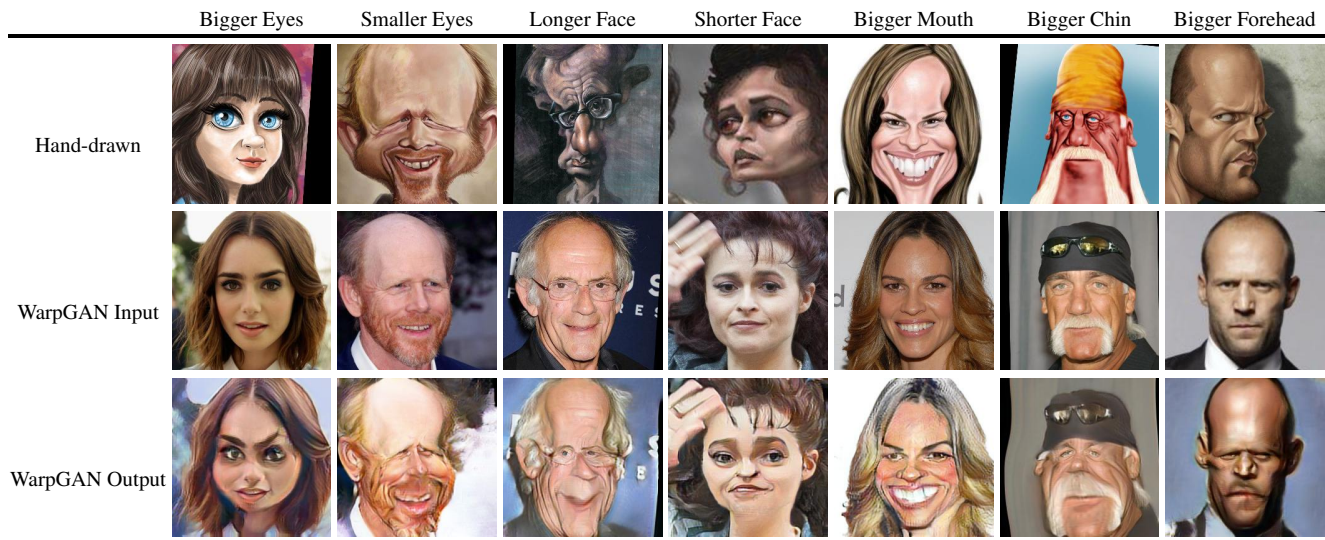 Bigger Eyes Smaller Eyes Longer Face Shorter Face Bigger Mouth Bigger Chin Bigger Forehead
Hand-drawn
WarpGAN Input
WarpGAN Output